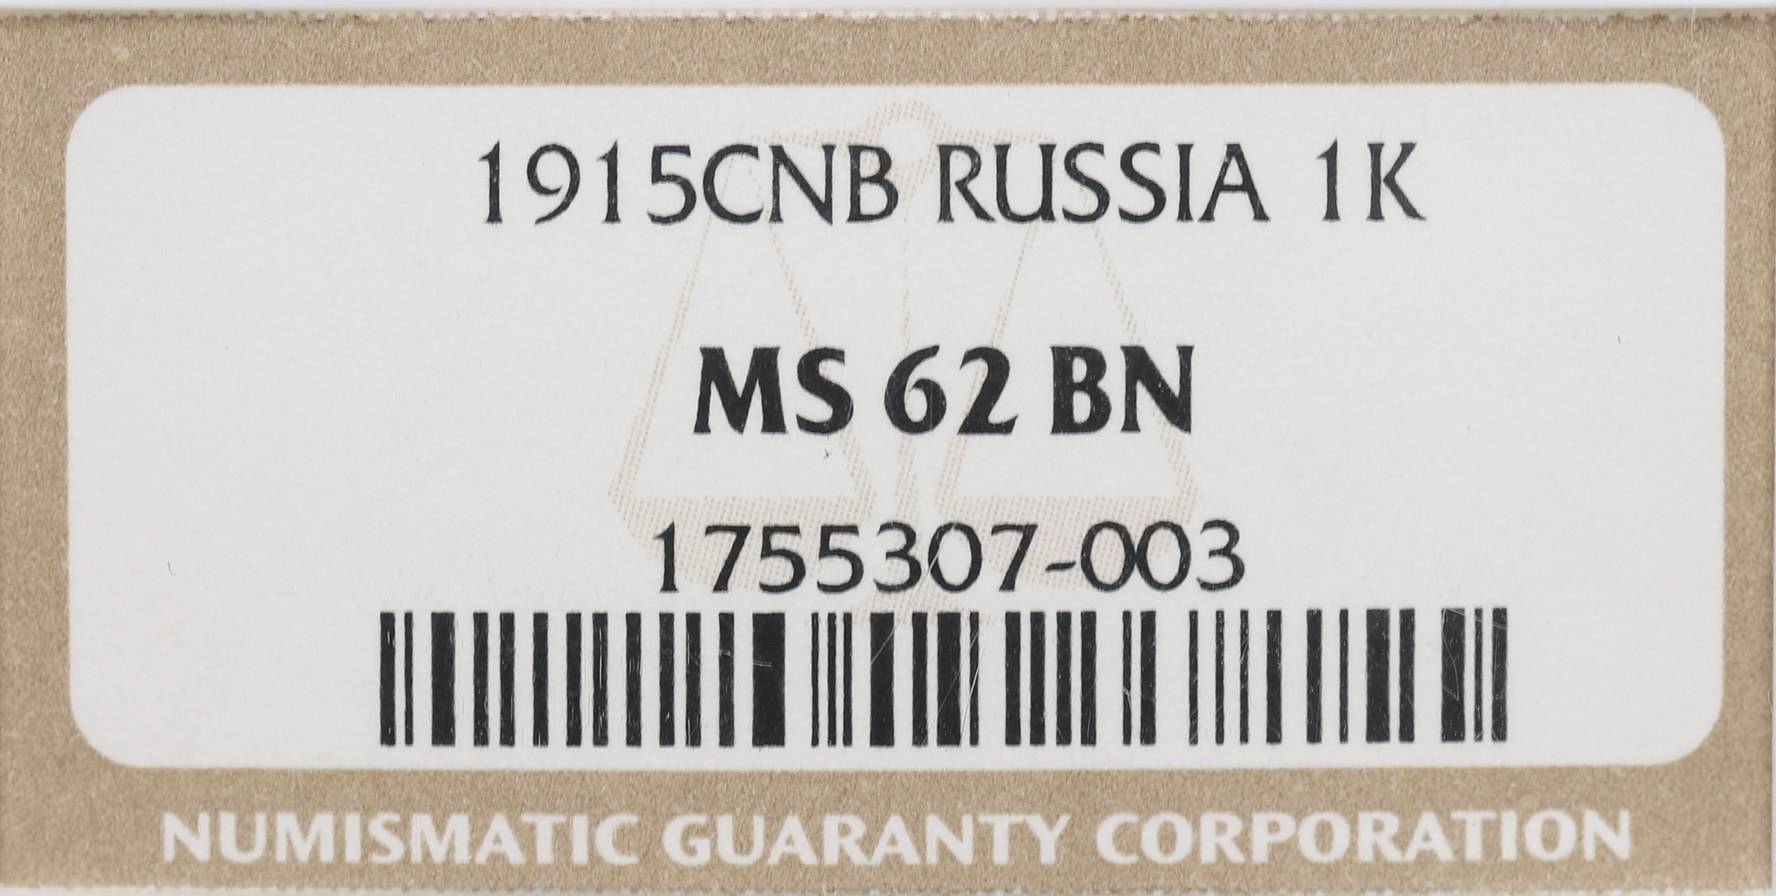 1915CNB RUSSIA 1K
MS 62 BN
1755307-003
NUMISMATIC GUARANTY CORPORATION